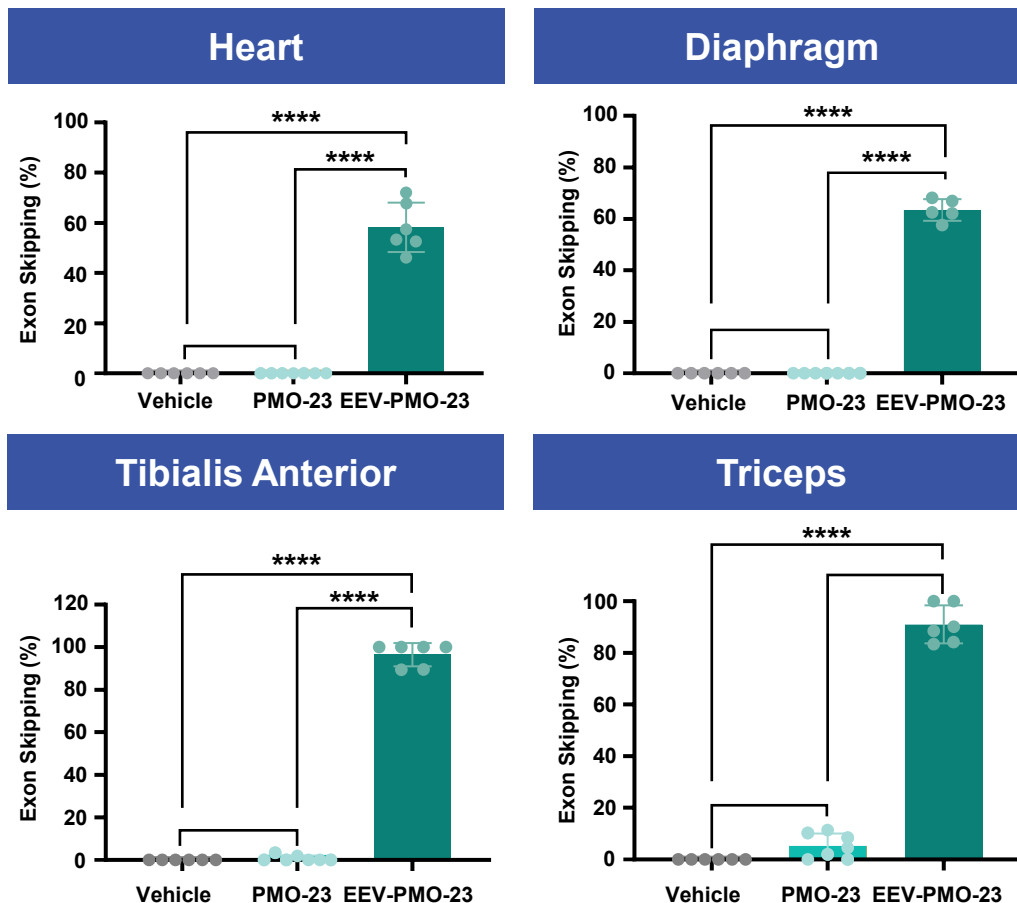 Heart
Exon Skipping (%)
100
80
60
40
20
0
****
****
Vehicle PMO-23 EEV-PMO-23
Diaphragm
Exon Skipping (%)
100
80
60
40
20
0
****
****
Vehicle PMO-23 EEV-PMO-23
Tibialis Anterior
Exon Skipping (%)
120
100
80
60
40
20
0
****
****
Vehicle PMO-23 EEV-PMO-23
Triceps
Exon Skipping (%)
100
80
60
40
20
0
****
Vehicle PMO-23 EEV-PMO-23